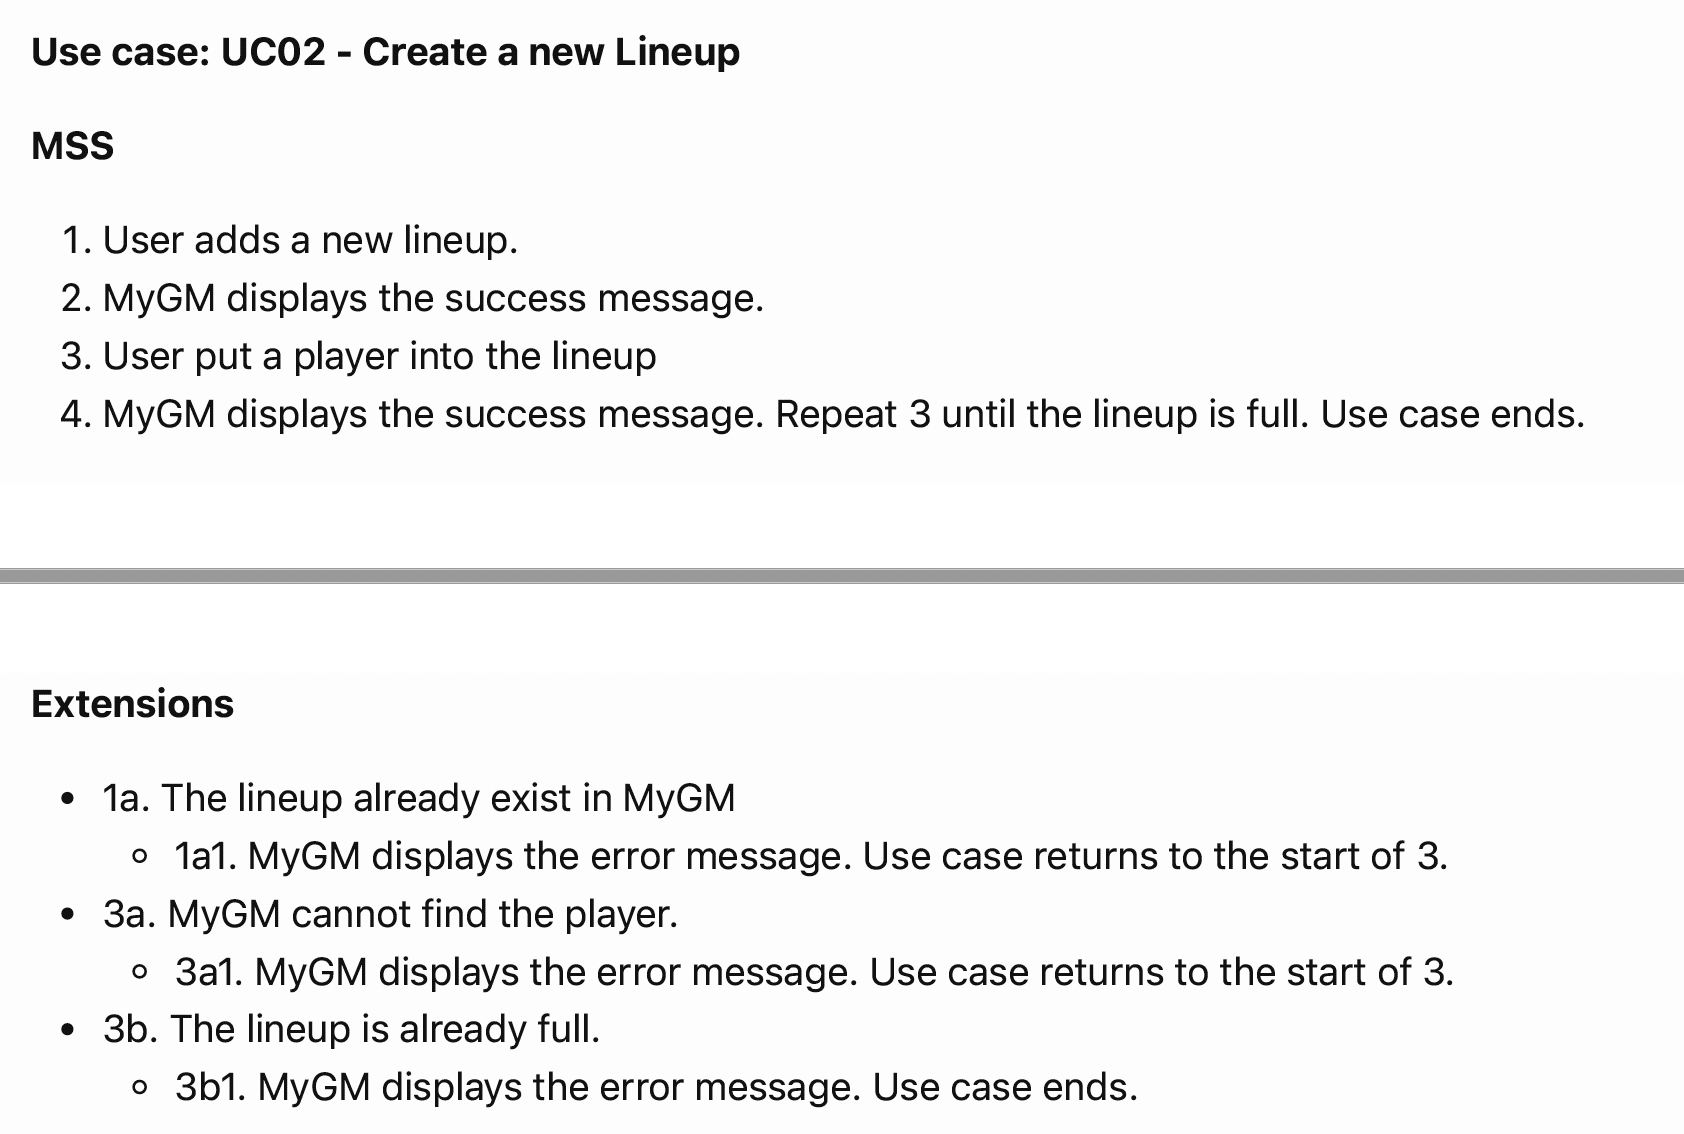 Use case: UC02 - Create a new Lineup
MSS
1. User adds a new lineup.
2. MyGM displays the success message.
3. User put a player into the lineup
4. MyGM displays the success message. Repeat 3 until the lineup is full. Use case ends.
Extensions
• 1a. The lineup already exist in MyGM
◦ 1a1. MyGM displays the error message. Use case returns to the start of 3.
• 3a. MyGM cannot find the player.
◦ 3a1. MyGM displays the error message. Use case returns to the start of 3.
• 3b. The lineup is already full.
◦ 3b1. MyGM displays the error message. Use case ends.